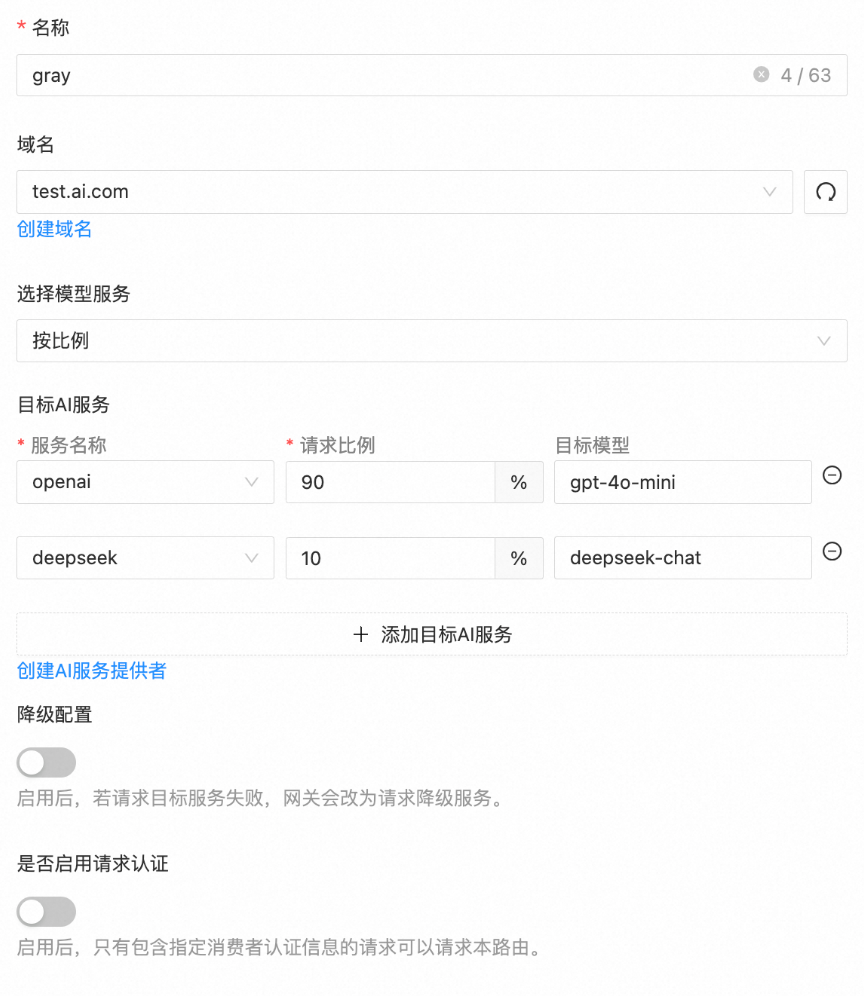 * 名称
gray 4 / 63
域名
test.ai.com
创建域名
选择模型服务
按比例
目标AI服务
* 服务名称 * 请求比例 目标模型
openai 90 % gpt-4o-mini
deepseek 10 % deepseek-chat
+ 添加目标AI服务
创建AI服务提供者
降级配置
启用后，若请求目标服务失败，网关会改为请求降级服务。
是否启用请求认证
启用后，只有包含指定消费者认证信息的请求可以请求本路由。